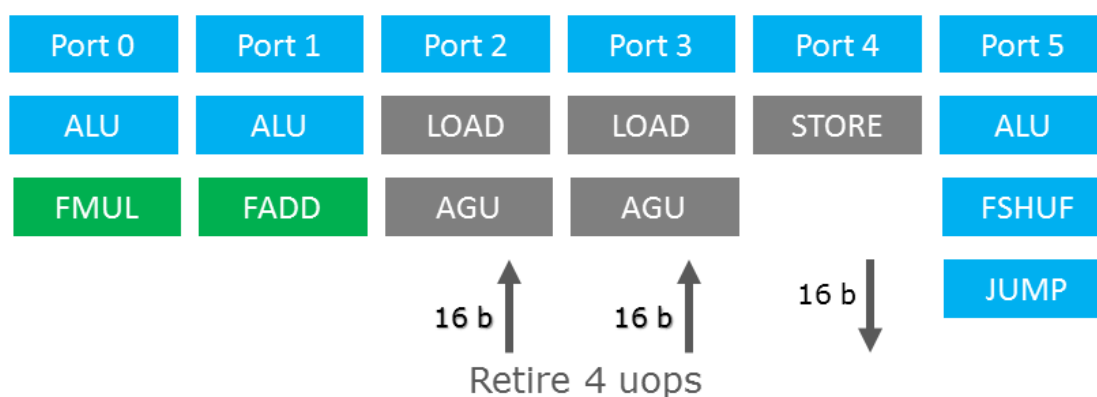 Port 0 Port 1 Port 2 Port 3 Port 4 Port 5
ALU ALU LOAD LOAD STORE ALU
FMUL FADD AGU AGU FSHUF
16 b 16 b 16 b JUMP
Retire 4 uops